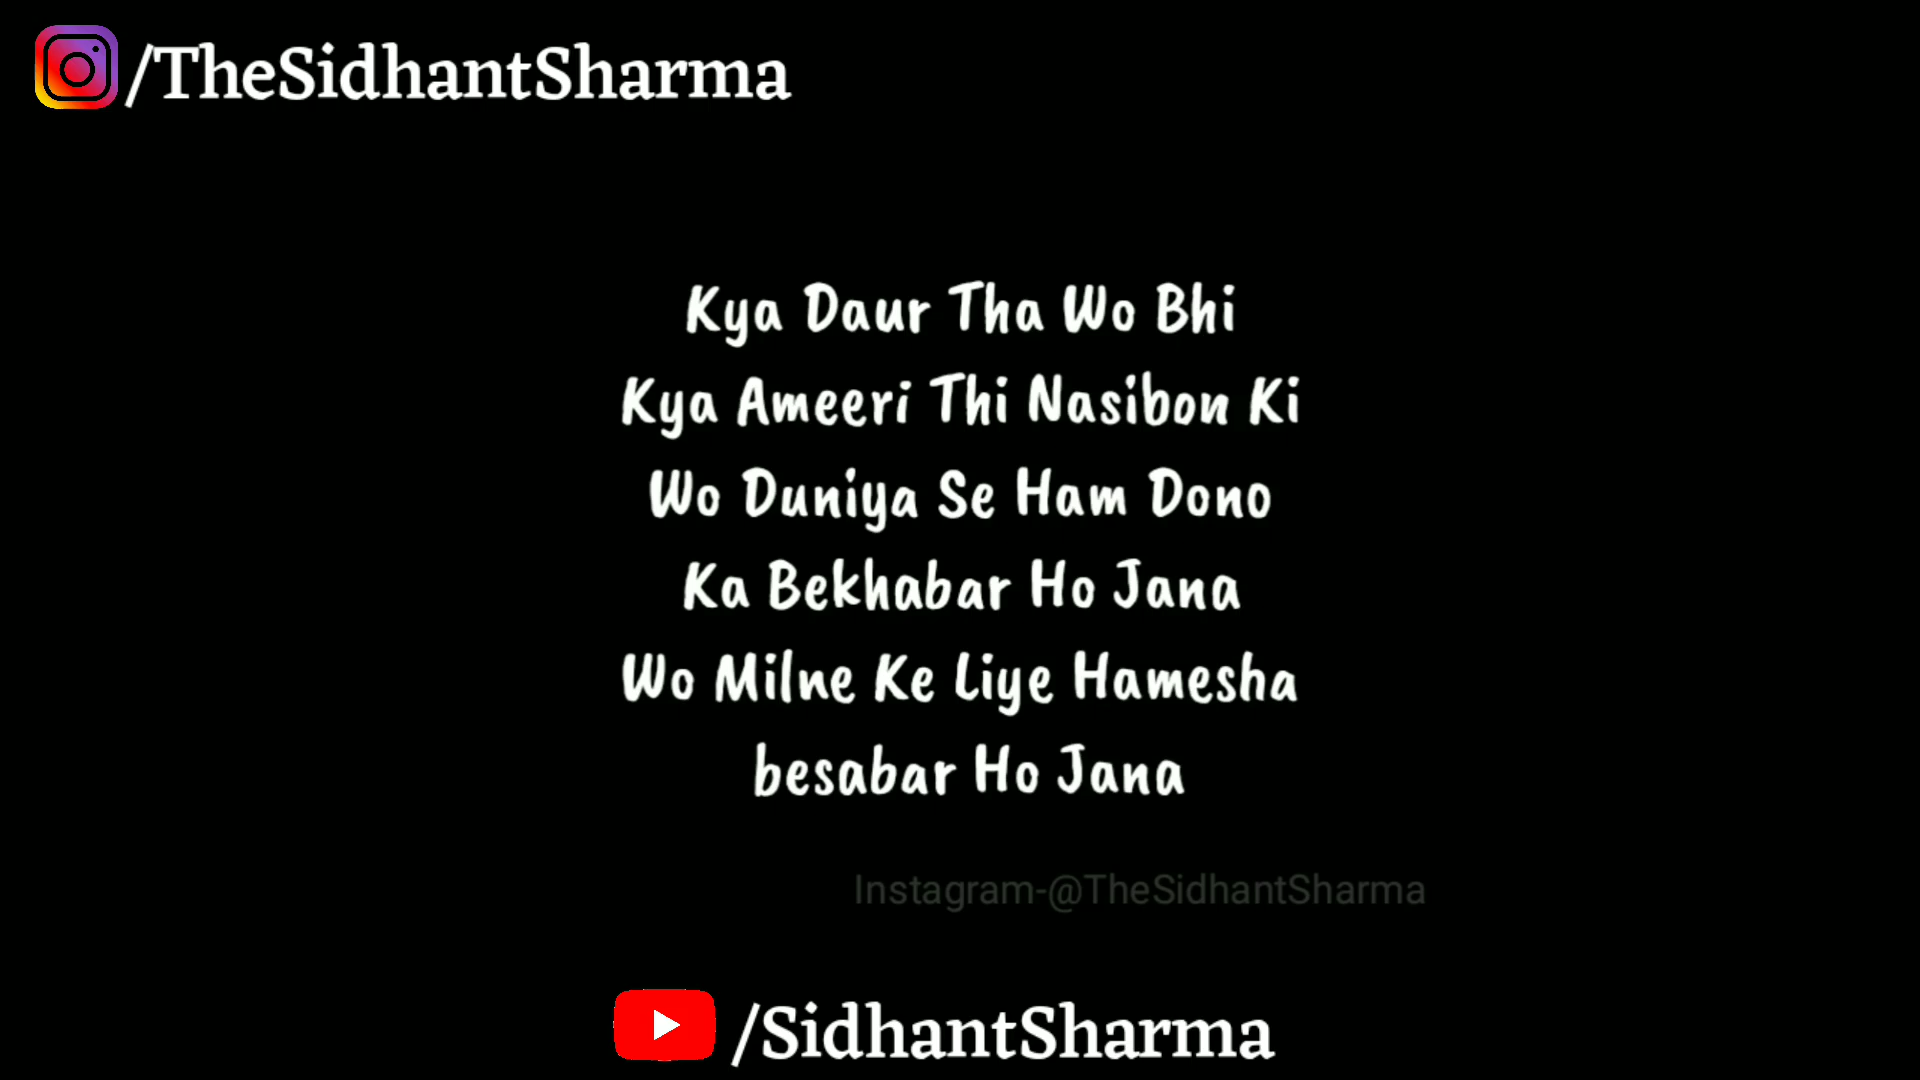 /TheSidhantSharma
Kya Daur Tha Wo Bhi
Kya Ameeri Thi Nasibon Ki
Wo Duniya Se Ham Dono
Ka Bekhabar Ho Jana
Wo Milne Ke Liye Hamesha
besabar Ho Jana
Instagram-@TheSidhantSharma
/SidhantSharma